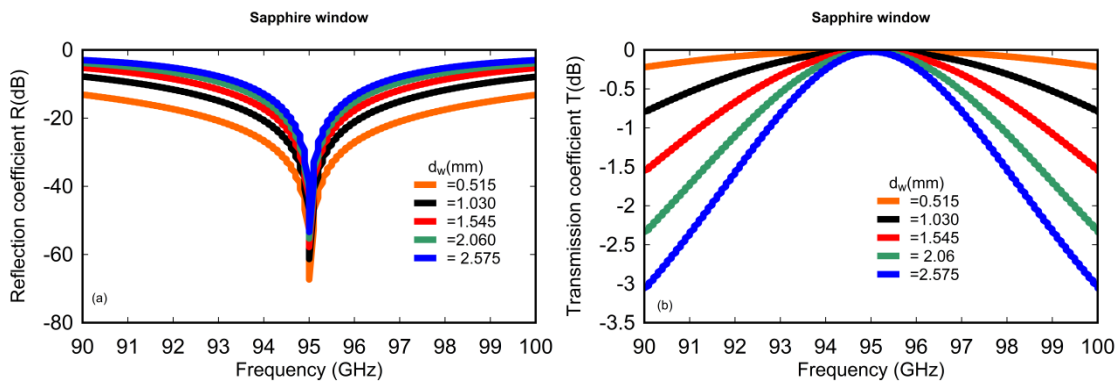 Sapphire window
Reflection coefficient R(dB)
0
-20
-40
-60
-80
d_w(mm)
=0.515
=1.030
=1.545
=2.060
= 2.575
(a)
90 91 92 93 94 95 96 97 98 99 100
Frequency (GHz)
Sapphire window
Transmission coefficient T(dB)
0
-0.5
-1
-1.5
-2
-2.5
-3
-3.5
d_w(mm)
=0.515
=1.030
=1.545
= 2.06
=2.575
(b)
90 91 92 93 94 95 96 97 98 99 100
Frequency (GHz)